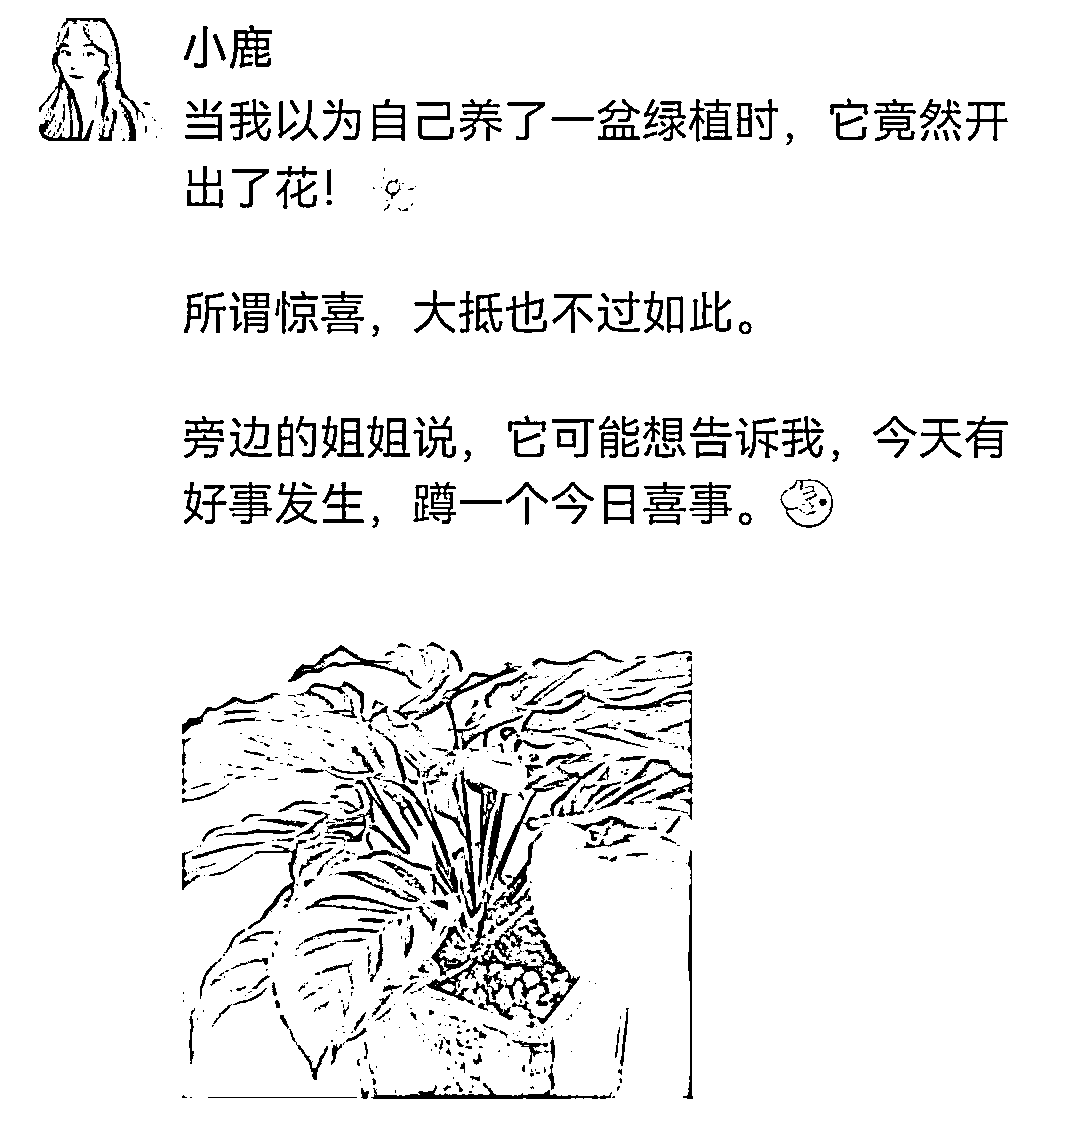 小鹿
当我以为自己养了一盆绿植时，它竟然开
出了花！
所谓惊喜，大抵也不过如此。
旁边的姐姐说，它可能想告诉我，今天有
好事发生，蹲一个今日喜事。